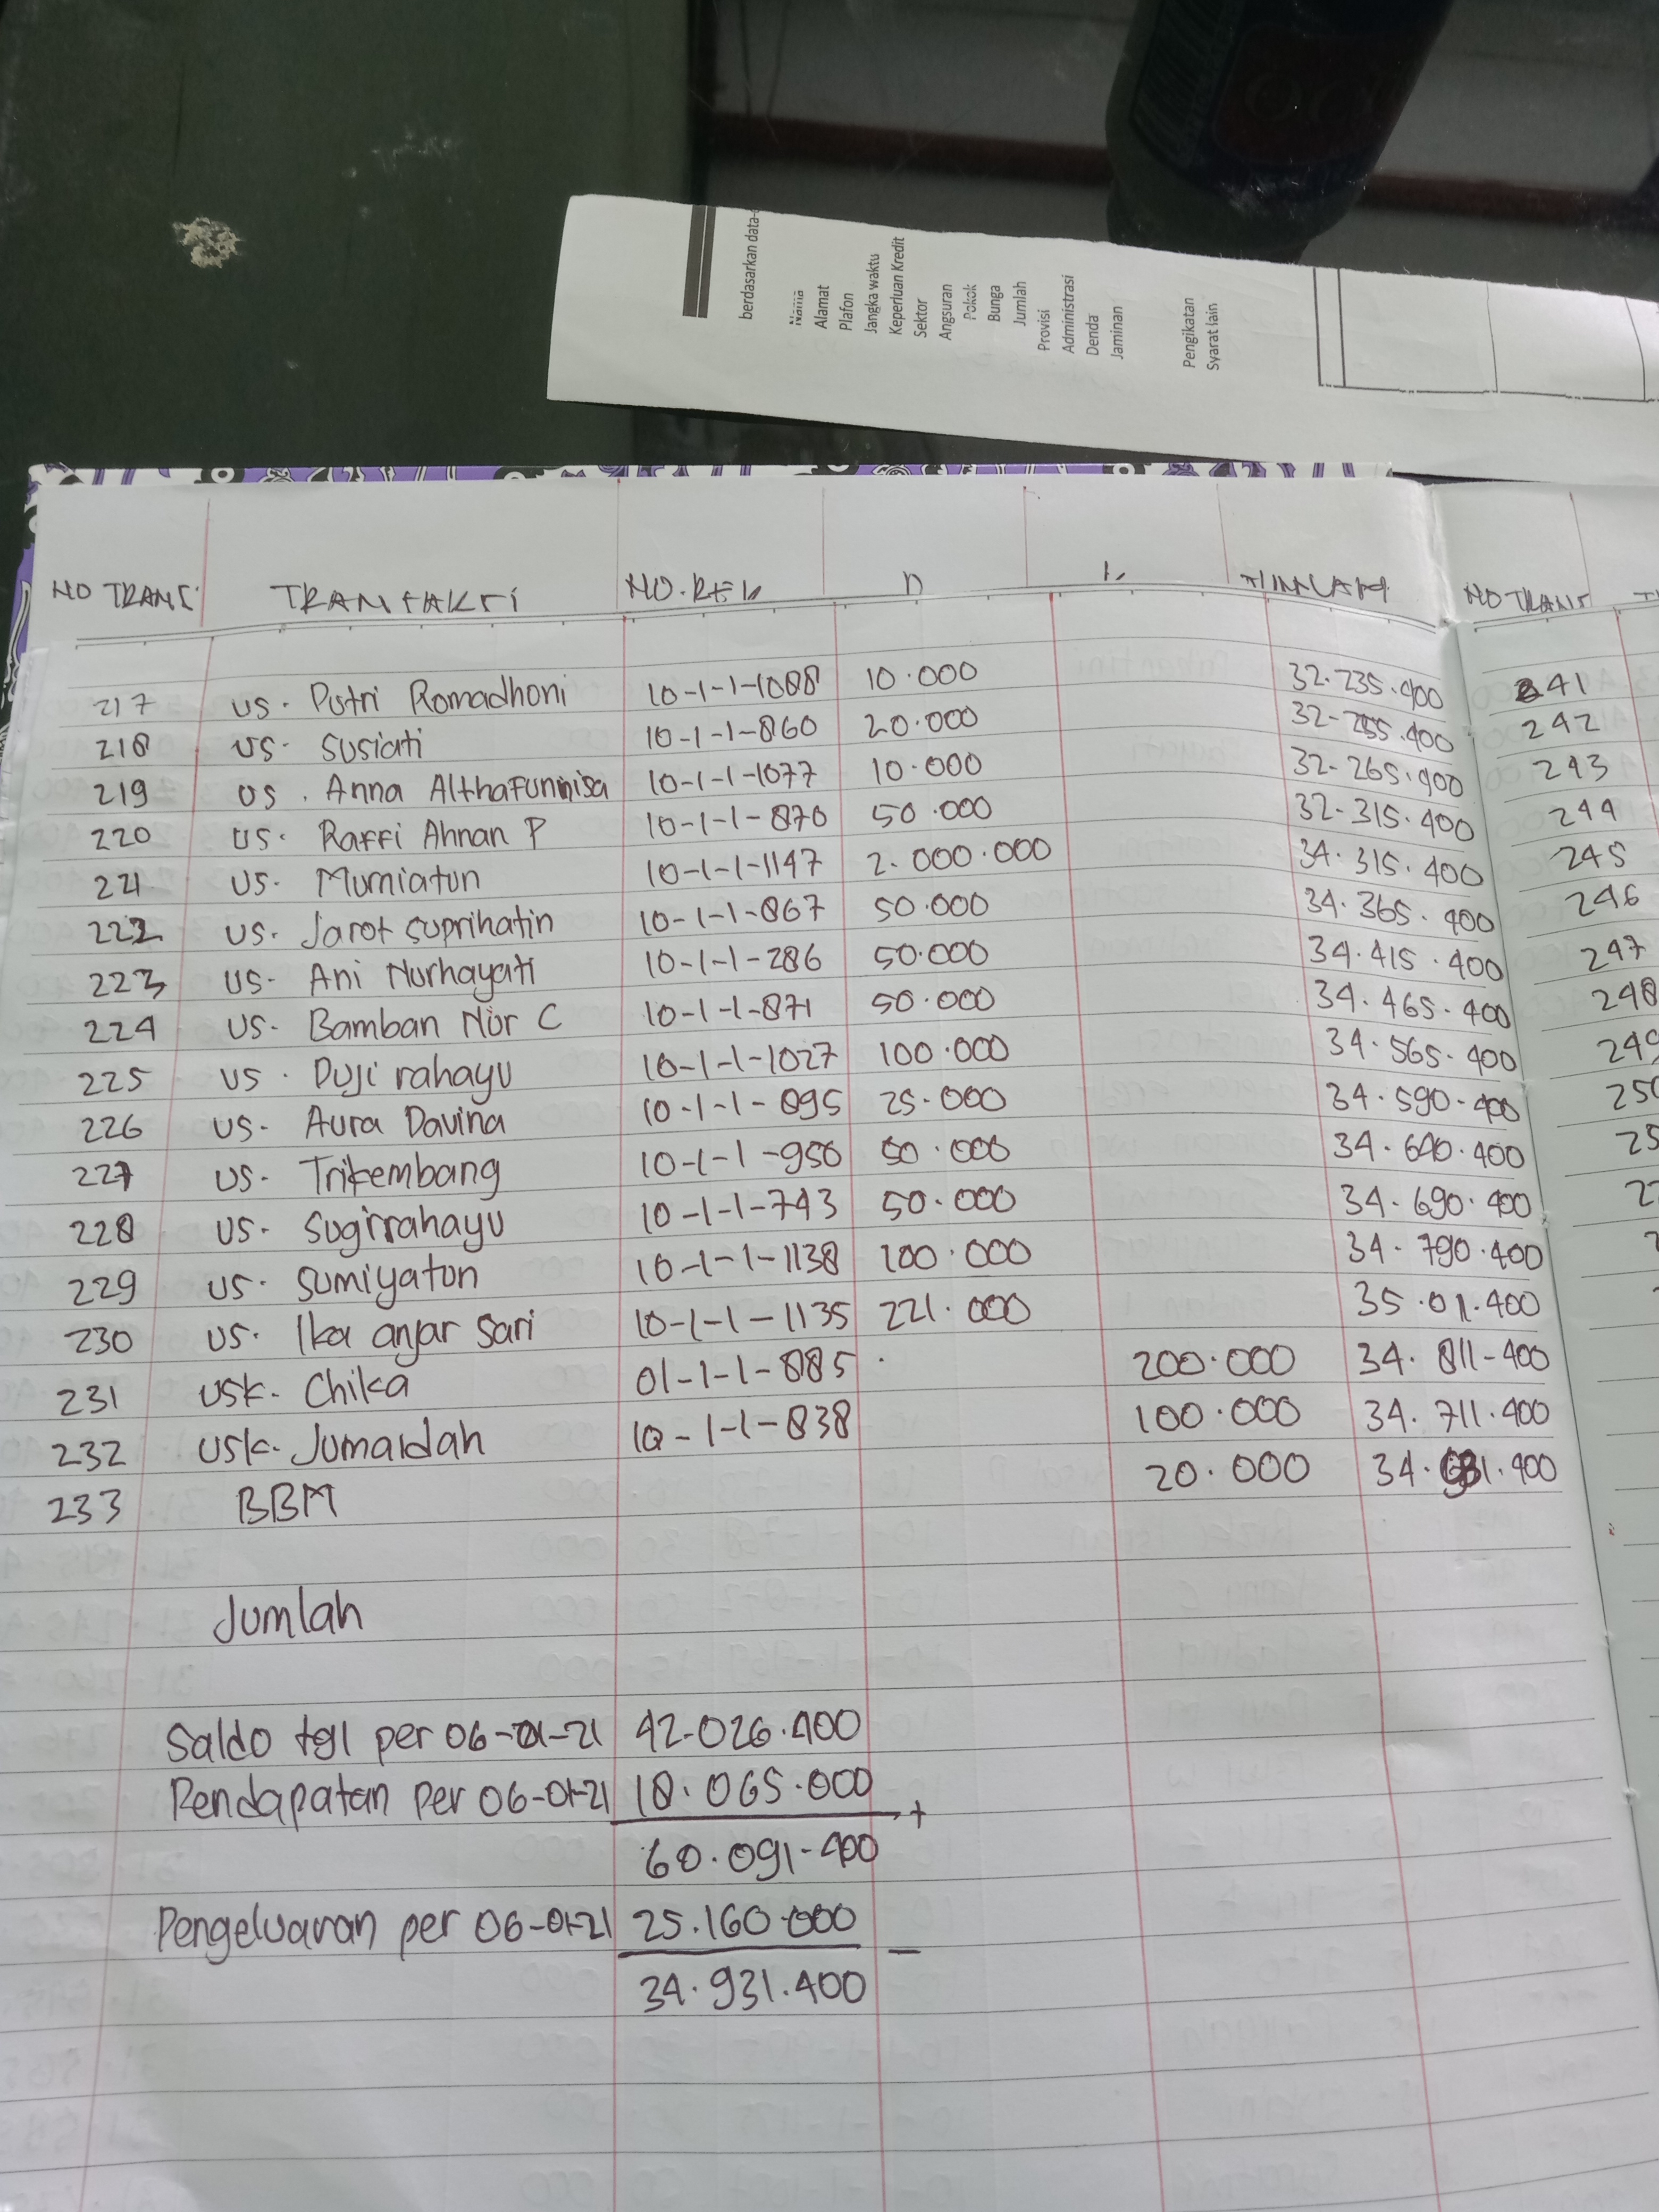 berdasarkan data-
Nama
Alamat
Plafon
Jangka waktu
Keperluan Kredit
Sektor
Angsuran
Pokok
Bunga
Jumlah
Provisi
Administrasi
Denda
Jaminan
Pengikatan
Syarat lain
NO TRANS TRANSAKSI NO.REK D K JUMLAH
217 US. Putri Romadhoni 10-1-1-1088 10.000 32.235.400
218 US. Susiati 10-1-1-860 20.000 32.255.400
219 US. Anna Althafunnisa 10-1-1-1077 10.000 32.265.400
220 US. Raffi Ahnan P 10-1-1-870 50.000 32.315.400
221 US. Murniatun 10-1-1-1147 2.000.000 34.315.400
222 US. Jarot Suprihatin 10-1-1-867 50.000 34.365.400
223 US. Ani Nurhayati 10-1-1-286 50.000 34.415.400
224 US. Bamban Nur C 10-1-1-871 50.000 34.465.400
225 US. Puji rahayu 10-1-1-1027 100.000 34.565.400
226 US. Aura Davina 10-1-1-895 25.000 34.590.400
227 US. Trikembang 10-1-1-950 50.000 34.640.400
228 US. Sugirrahayu 10-1-1-743 50.000 34.690.400
229 US. Sumiyatun 10-1-1-1138 100.000 34.790.400
230 US. Ika anjar Sari 10-1-1-1135 221.000 35.011.400
231 USK. Chika 01-1-1-885 200.000 34.811-400
232 USK. Jumaidah 10-1-1-838 100.000 34.711.400
233 BBM 20.000 34.691.400
Jumlah
Saldo tgl per 06-01-21 42.026.400
Pendapatan per 06-01-21 18.065.000
+
60.091-400
Pengeluaran per 06-01-21 25.160.000
–
34.931.400
NO TRANS
241
242
243
244
245
246
247
248
249
250